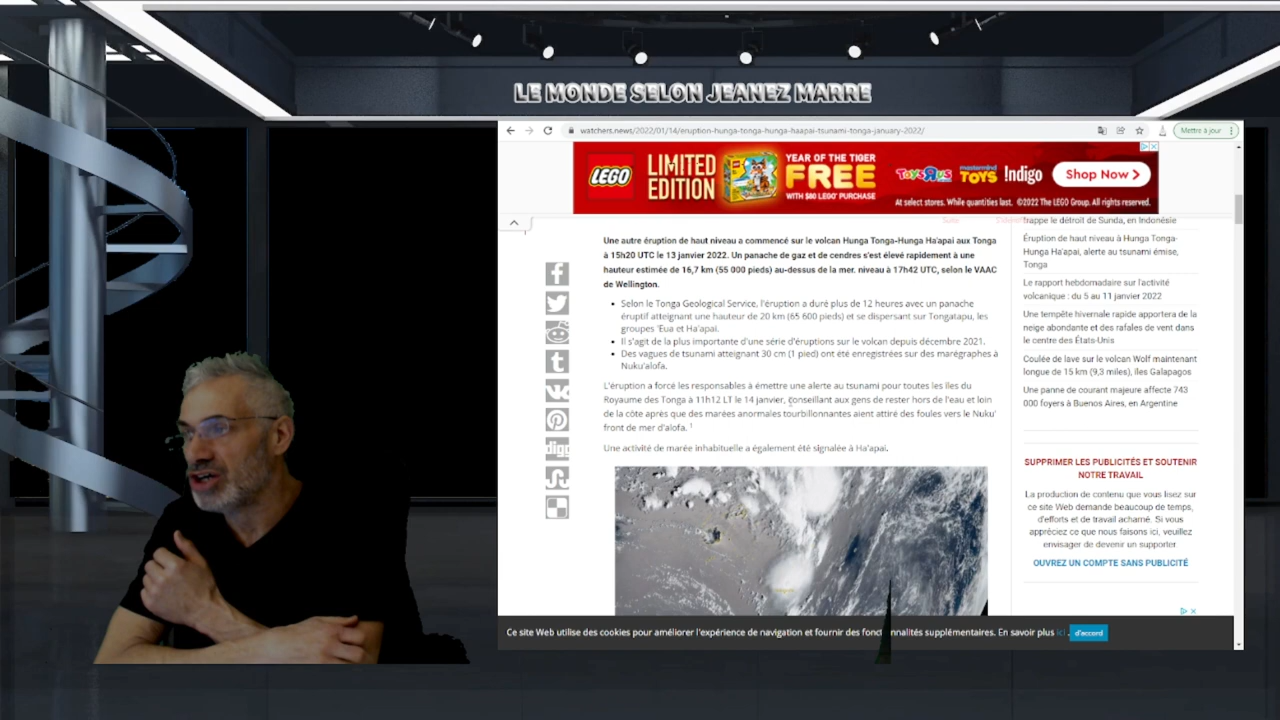 LE MONDE SELON JEANEZ MARRE
watchers.news/2022/01/14/eruption-hunga-tonga-hunga-haapai-tsunami-tonga-january-2022/
Mettre à jour
LEGO
LIMITED
EDITION
YEAR OF THE TIGER
FREE
WITH $80 LEGO PURCHASE
TOYS R US
mastermind
TOYS
!ndigo
Shop Now >
At select stores. While quantities last. ©2022 The LEGO Group. All rights reserved.
Une autre éruption de haut niveau a commencé sur le volcan Hunga Tonga-Hunga Ha'apai aux Tonga
à 15h20 UTC le 13 janvier 2022. Un panache de gaz et de cendres s'est élevé rapidement à une
hauteur estimée de 16,7 km (55 000 pieds) au-dessus de la mer. niveau à 17h42 UTC, selon le VAAC
de Wellington.
Selon le Tonga Geological Service, l'éruption a duré plus de 12 heures avec un panache
éruptif atteignant une hauteur de 20 km (65 600 pieds) et se dispersant sur Tongatapu, les
groupes 'Eua et Ha'apai.
Il s'agit de la plus importante d'une série d'éruptions sur le volcan depuis décembre 2021.
Des vagues de tsunami atteignant 30 cm (1 pied) ont été enregistrées sur des marégraphes à
Nuku'alofa.
L'éruption a forcé les responsables à émettre une alerte au tsunami pour toutes les îles du
Royaume des Tonga à 11h12 LT le 14 janvier, conseillant aux gens de rester hors de l'eau et loin
de la côte après que des marées anormales tourbillonnantes aient attiré des foules vers le Nuku'
front de mer d'alofa. 1
Une activité de marée inhabituelle a également été signalée à Ha'apai.
digg
frappe le détroit de Sunda, en Indonésie
Éruption de haut niveau à Hunga Tonga-
Hunga Ha'apai, alerte au tsunami émise,
Tonga
Le rapport hebdomadaire sur l'activité
volcanique : du 5 au 11 janvier 2022
Une tempête hivernale rapide apportera de la
neige abondante et des rafales de vent dans
le centre des États-Unis
Coulée de lave sur le volcan Wolf maintenant
longue de 15 km (9,3 miles), îles Galapagos
Une panne de courant majeure affecte 743
000 foyers à Buenos Aires, en Argentine
SUPPRIMER LES PUBLICITÉS ET SOUTENIR
NOTRE TRAVAIL
La production de contenu que vous lisez sur
ce site Web demande beaucoup de temps,
d'efforts et de travail acharné. Si vous
appréciez ce que nous faisons ici, veuillez
envisager de devenir un supporter.
OUVREZ UN COMPTE SANS PUBLICITÉ
Ce site Web utilise des cookies pour améliorer l'expérience de navigation et fournir des fonct nnalités supplémentaires. En savoir plus ici .
d'accord